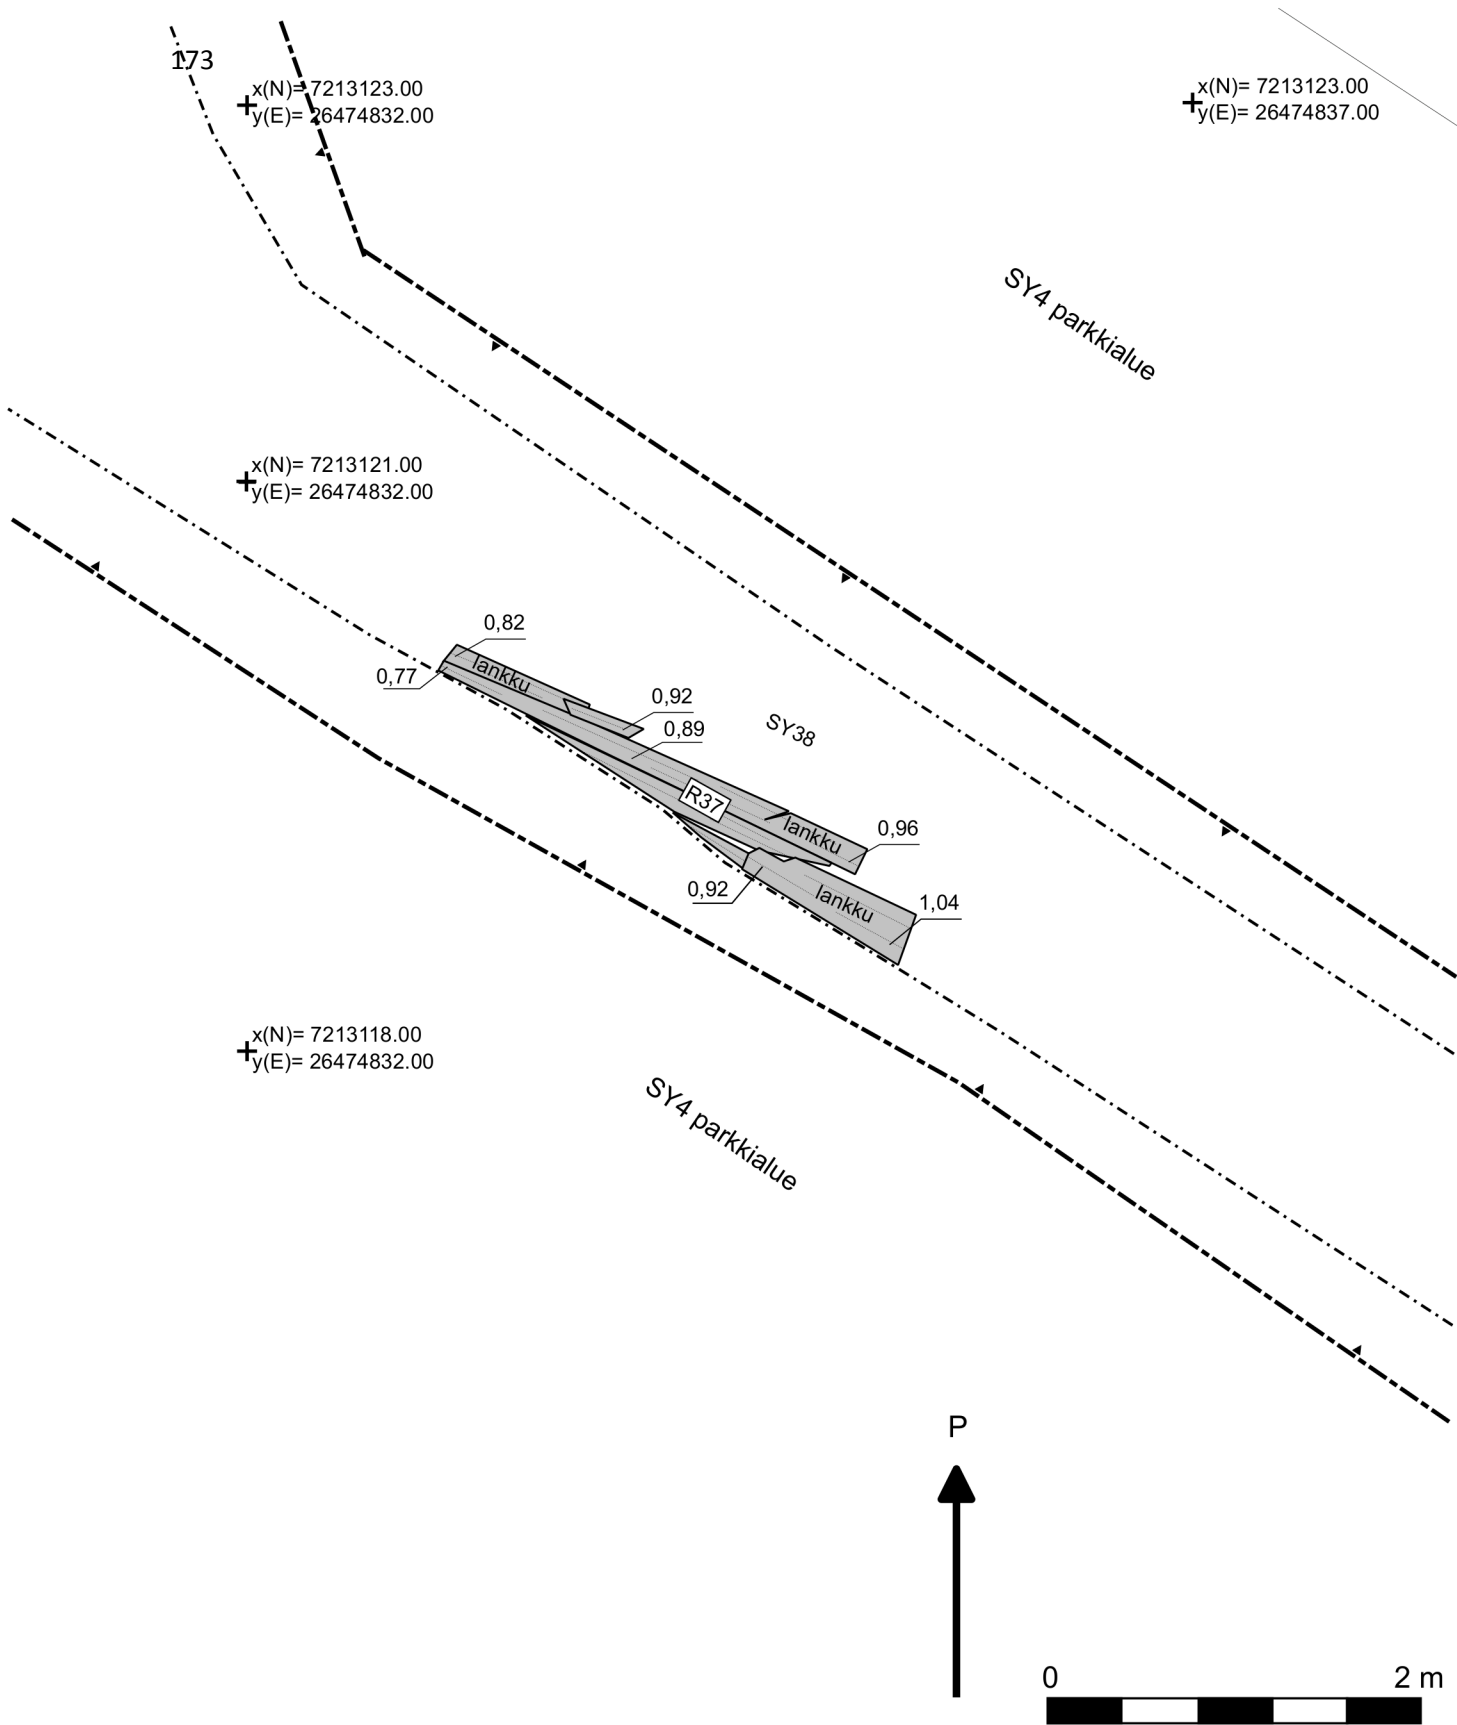 173
x(N)= 7213123.00
y(E)= 26474832.00
x(N)= 7213123.00
y(E)= 26474837.00
SY4 parkkialue
x(N)= 7213121.00
y(E)= 26474832.00
0,82
lankku
0,77
0,92
0,89
SY38
R37
lankku
0,96
0,92
lankku
1,04
x(N)= 7213118.00
y(E)= 26474832.00
SY4 parkkialue
P
0
2 m